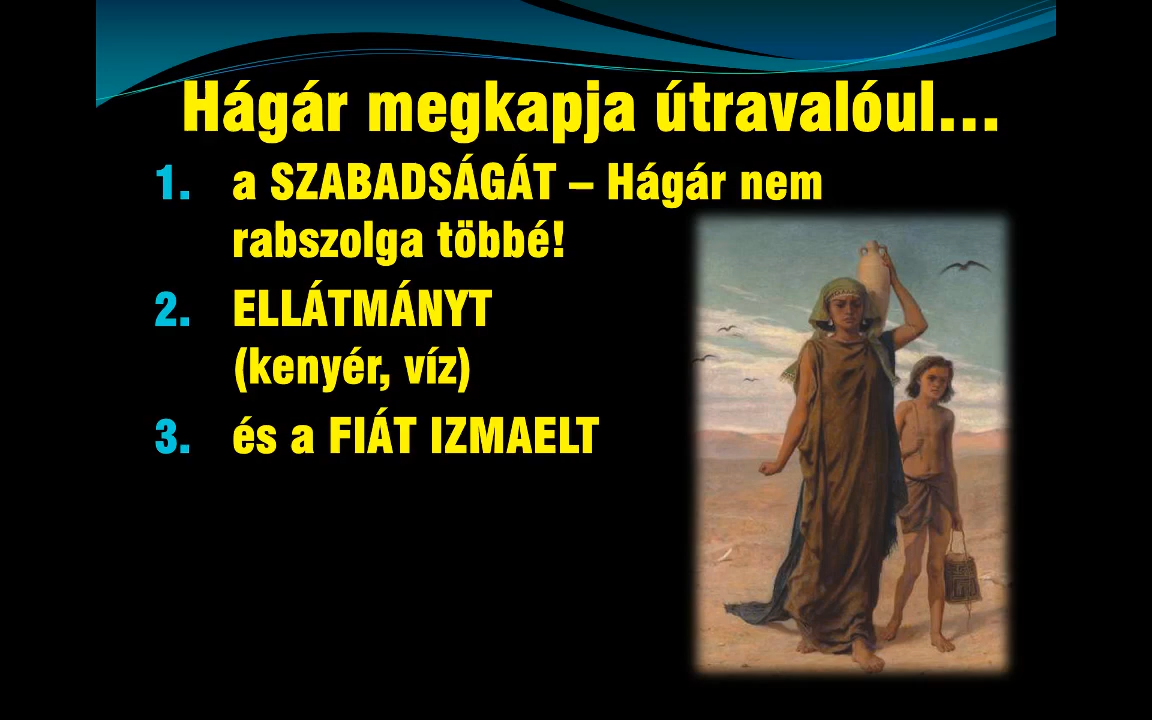 Hágár megkapja útravalóul...
1. a SZABADSÁGÁT – Hágár nem
rabszolga többé!
2. ELLÁTMÁNYT
(kenyér, víz)
3. és a FIÁT IZMAELT